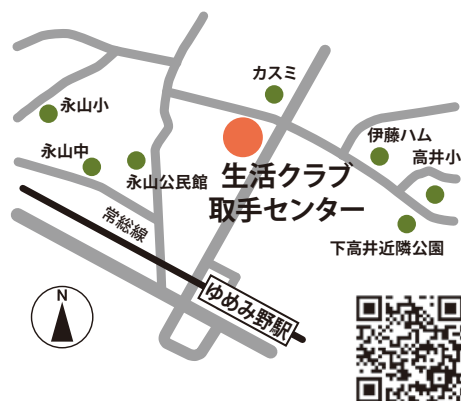 カスミ
永山小
伊藤ハム
永山中
高井小
永山公民館
生活クラブ
取手センター
常総線
下高井近隣公園
ゆめみ野駅
N